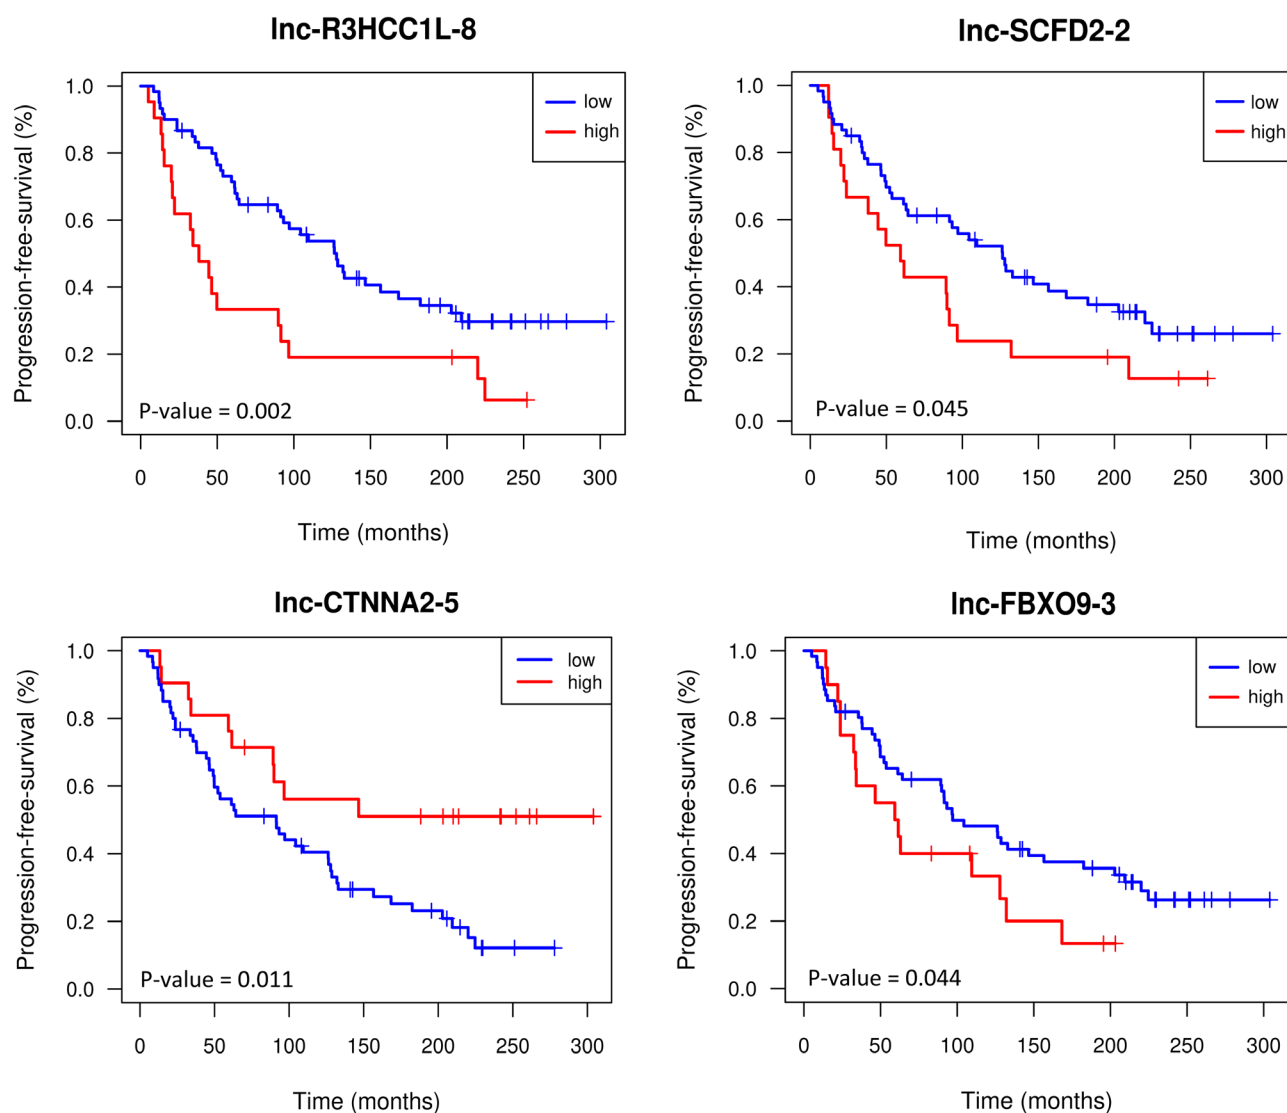 lnc-R3HCC1L-8
Progression-free-survival (%)
1.0
0.8
0.6
0.4
0.2
0.0
low
high
P-value = 0.002
0 50 100 150 200 250 300
Time (months)
lnc-SCFD2-2
Progression-free-survival (%)
1.0
0.8
0.6
0.4
0.2
0.0
low
high
P-value = 0.045
0 50 100 150 200 250 300
Time (months)
lnc-CTNNA2-5
Progression-free-survival (%)
1.0
0.8
0.6
0.4
0.2
0.0
low
high
P-value = 0.011
0 50 100 150 200 250 300
Time (months)
lnc-FBXO9-3
Progression-free-survival (%)
1.0
0.8
0.6
0.4
0.2
0.0
low
high
P-value = 0.044
0 50 100 150 200 250 300
Time (months)